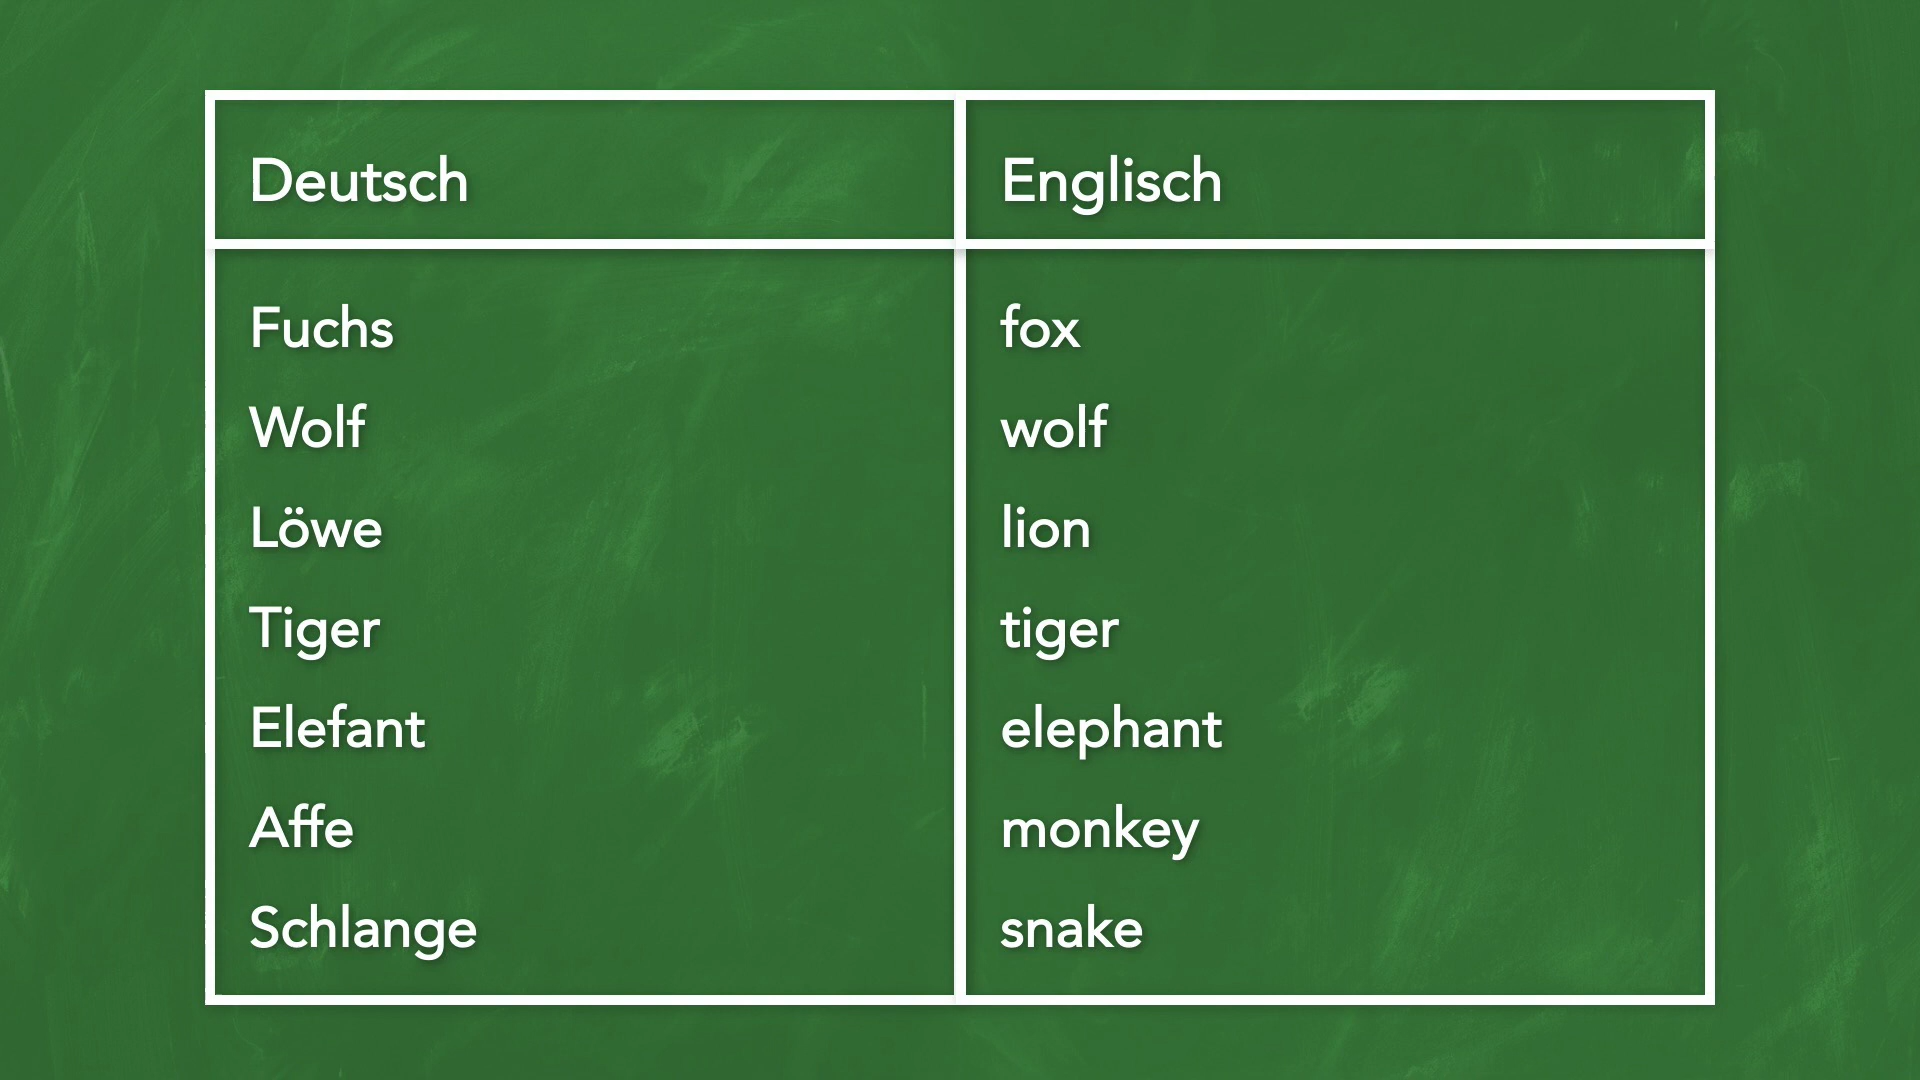 Deutsch Englisch
Fuchs fox
Wolf wolf
Löwe lion
Tiger tiger
Elefant elephant
Affe monkey
Schlange snake